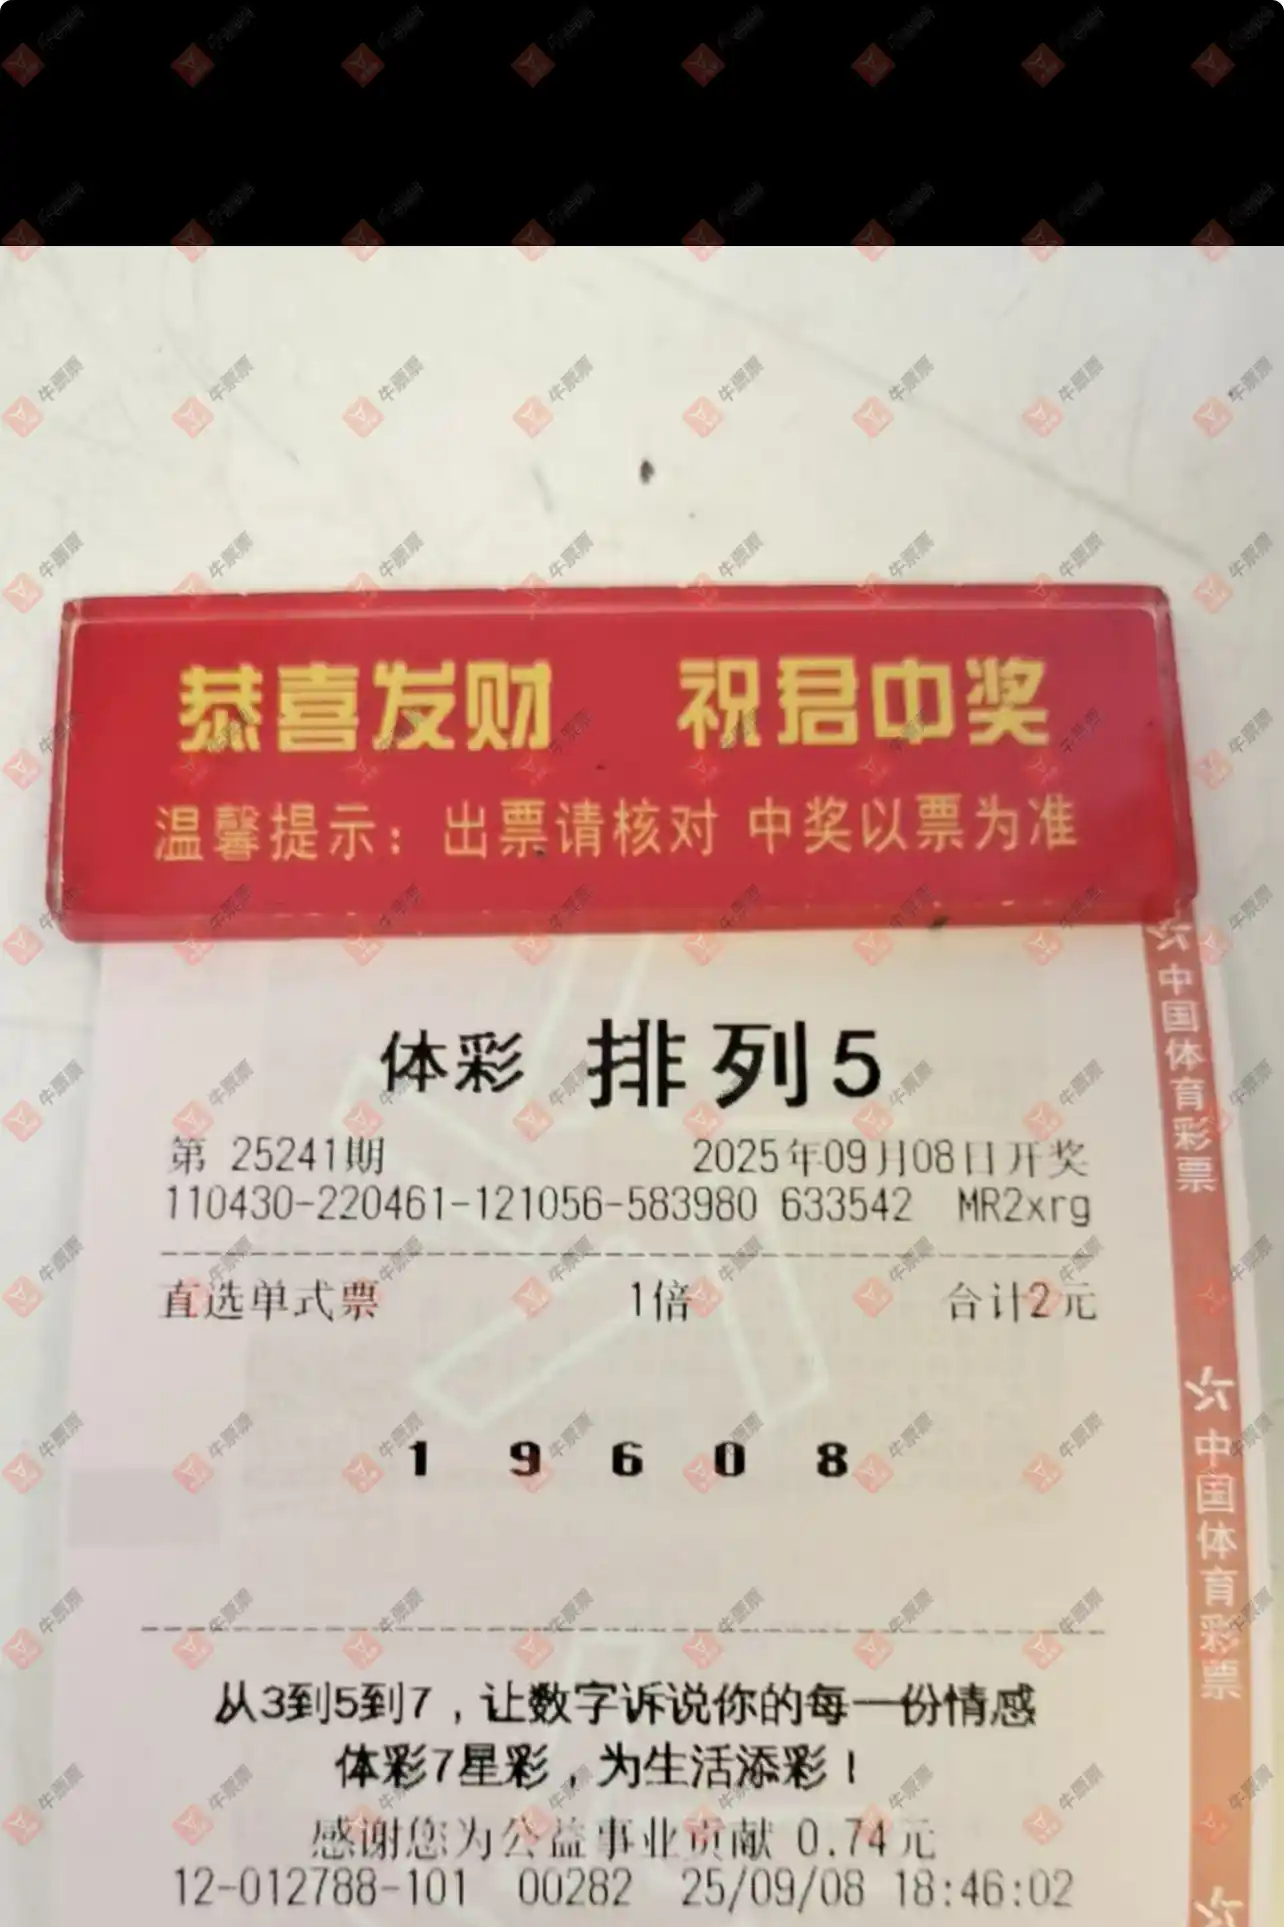 恭喜发财 祝君中奖
温馨提示：出票请核对 中奖以票为准
体彩 排列5
第 25241期 2025年09月08日开奖
110430-220461-121056-583980 633542 MR2xrg
直选单式票 1倍 合计2元
1 9 6 0 8
从3到5到7，让数字诉说你的每一份情感
体彩7星彩，为生活添彩！
感谢您为公益事业贡献 0.74元
12-012788-101 00282 25/09/08 18:46:02
中国体育彩票
中国体育彩票
牛票票